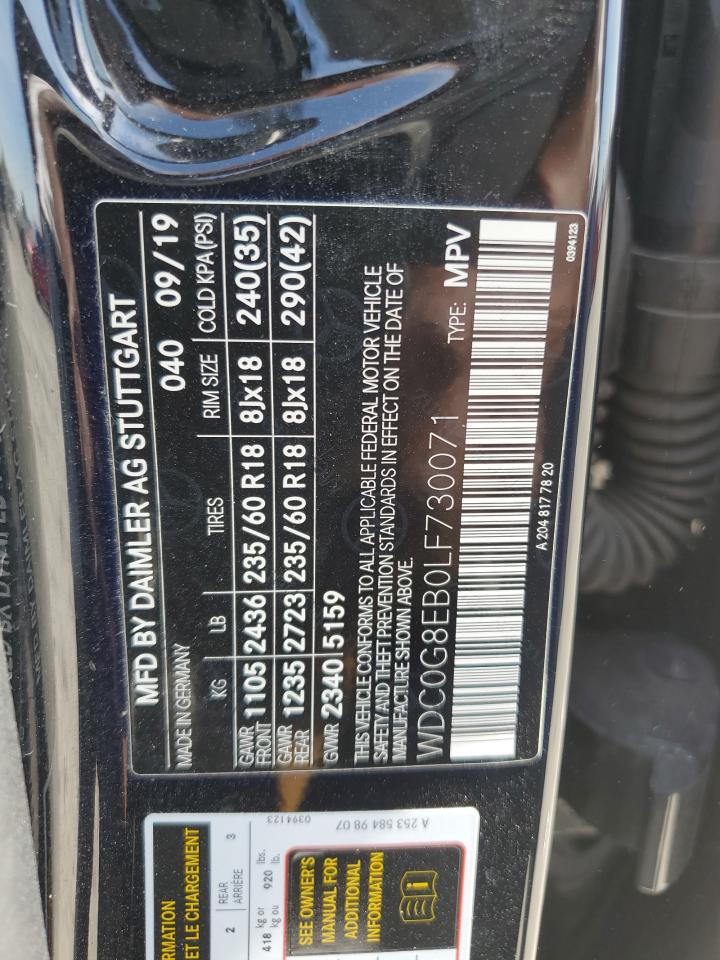 MFD BY DAIMLER AG STUTTGART
MADE IN GERMANY 040 09/19
KG LB TIRES RIM SIZE COLD KPA(PSI)
GAWR FRONT 1105 2436 235/60 R18 8Jx18 240(35)
GAWR REAR 1235 2723 235/60 R18 8Jx18 290(42)
GVWR 2340 5159
THIS VEHICLE CONFORMS TO ALL APPLICABLE FEDERAL MOTOR VEHICLE
SAFETY AND THEFT PREVENTION STANDARDS IN EFFECT ON THE DATE OF
MANUFACTURE SHOWN ABOVE.
WDC0G8EB0LF730071 TYPE: MPV
A 204 817 78 20 0394123
RMATION
ET LE CHARGEMENT
2 REAR 3
ARRIÈRE
418 kg or 920 lbs.
kg ou lb.
SEE OWNER'S
MANUAL FOR
ADDITIONAL
INFORMATION
A 253 584 98 07
0394123